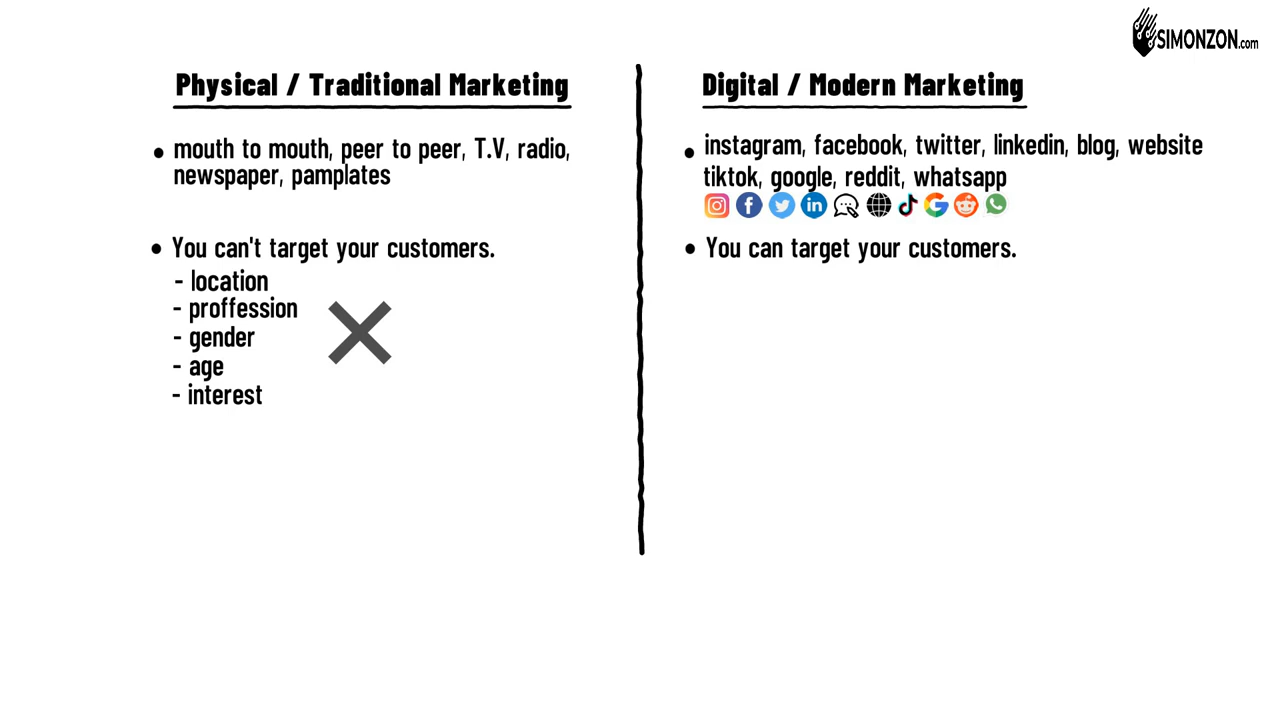 SIMONZON.com
Physical / Traditional Marketing
• mouth to mouth, peer to peer, T.V, radio,
newspaper, pamplates
• You can't target your customers.
- location
- proffession
- gender
- age
- interest
Digital / Modern Marketing
• instagram, facebook, twitter, linkedin, blog, website
tiktok, google, reddit, whatsapp
• You can target your customers.